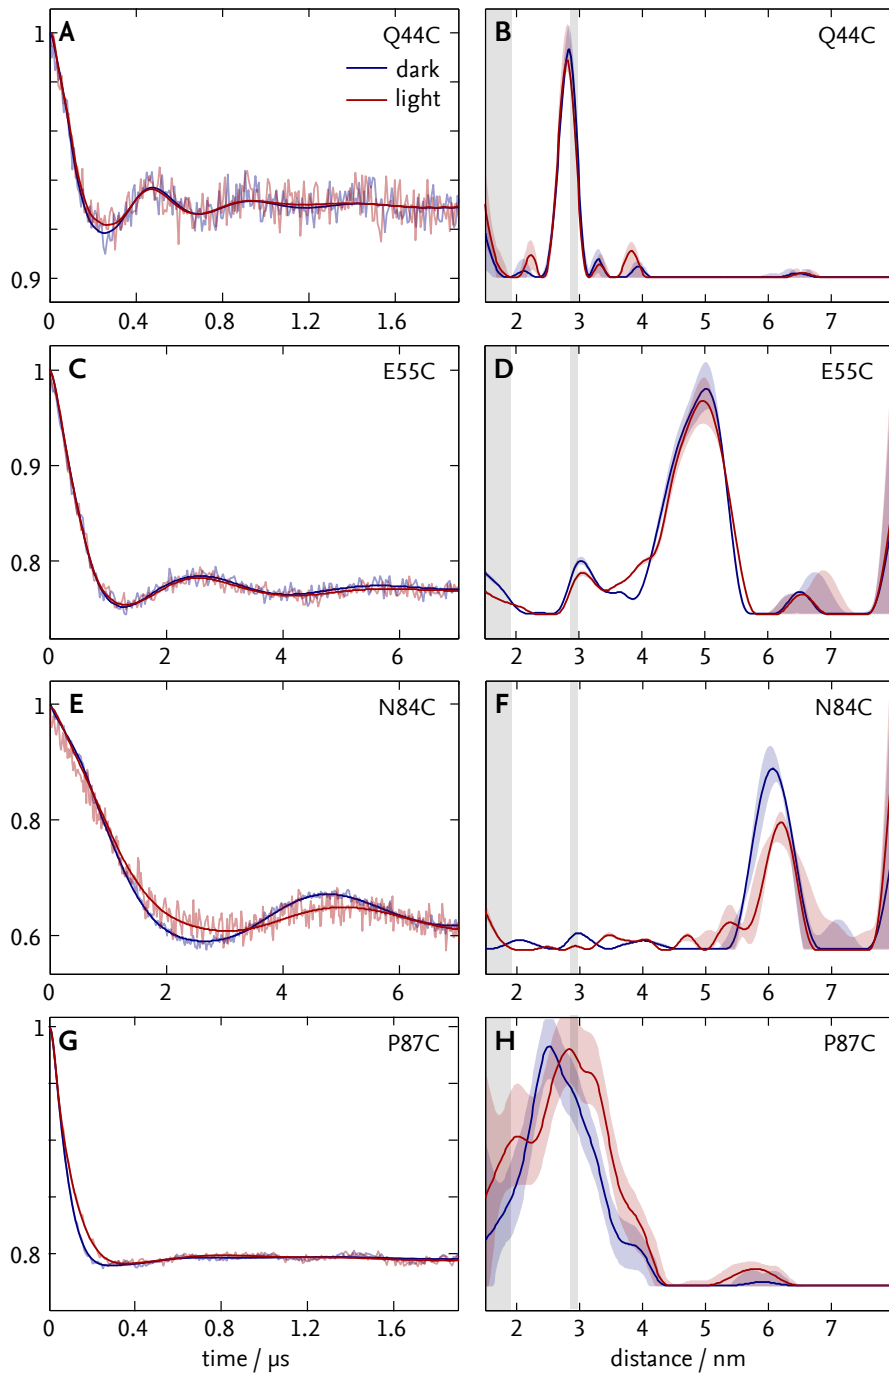 A
Q44C
dark
light
1
0.9
0 0.4 0.8 1.2 1.6
B
Q44C
2 3 4 5 6 7
C
E55C
1
0.9
0.8
0 2 4 6
D
E55C
2 3 4 5 6 7
E
N84C
1
0.8
0.6
0 2 4 6
F
N84C
2 3 4 5 6 7
G
P87C
1
0.8
0 0.4 0.8 1.2 1.6
time / µs
H
P87C
2 3 4 5 6 7
distance / nm